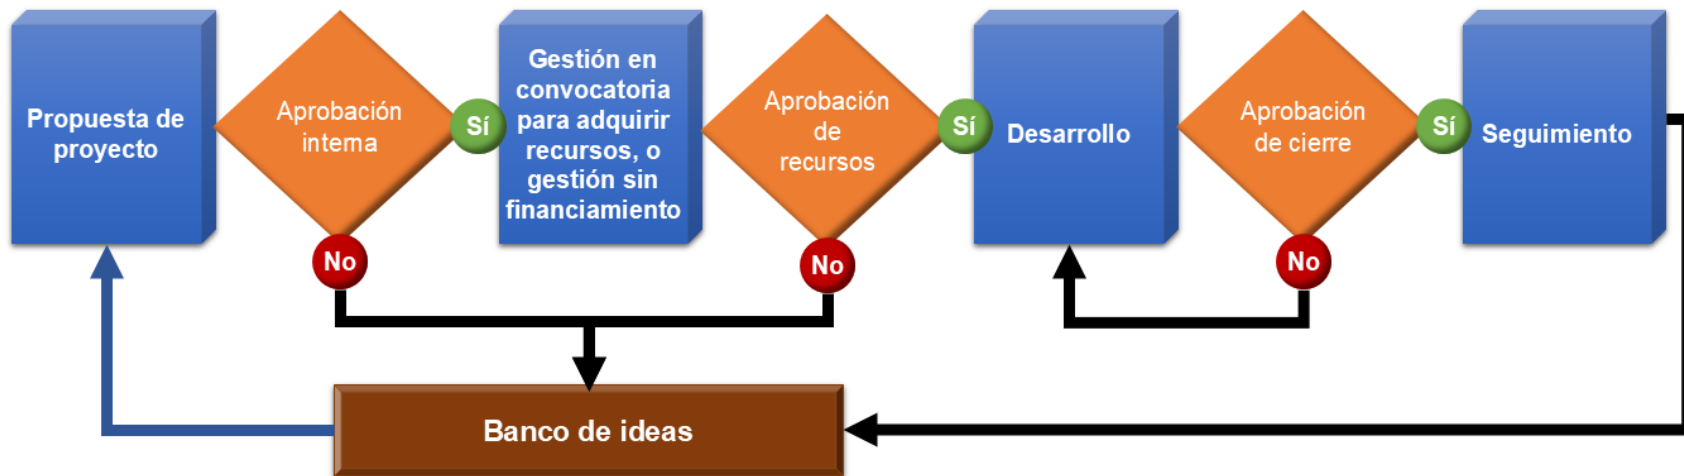 Propuesta de
proyecto
Aprobación
interna
Sí
No
Gestión en
convocatoria
para adquirir
recursos, o
gestión sin
financiamiento
Aprobación
de
recursos
Sí
No
Desarrollo
Aprobación
de cierre
Sí
No
Seguimiento
Banco de ideas